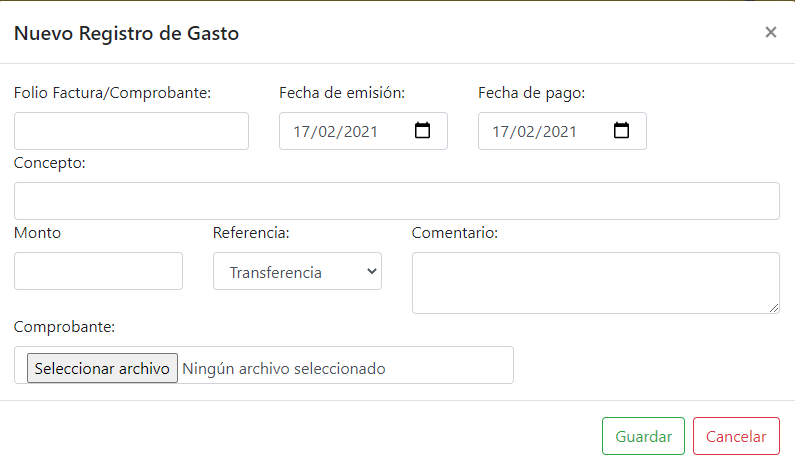 Nuevo Registro de Gasto ×
Folio Factura/Comprobante: Fecha de emisión: Fecha de pago:
17/02/2021 17/02/2021
Concepto:
Monto Referencia: Comentario:
Transferencia
Comprobante:
Seleccionar archivo Ningún archivo seleccionado
Guardar Cancelar